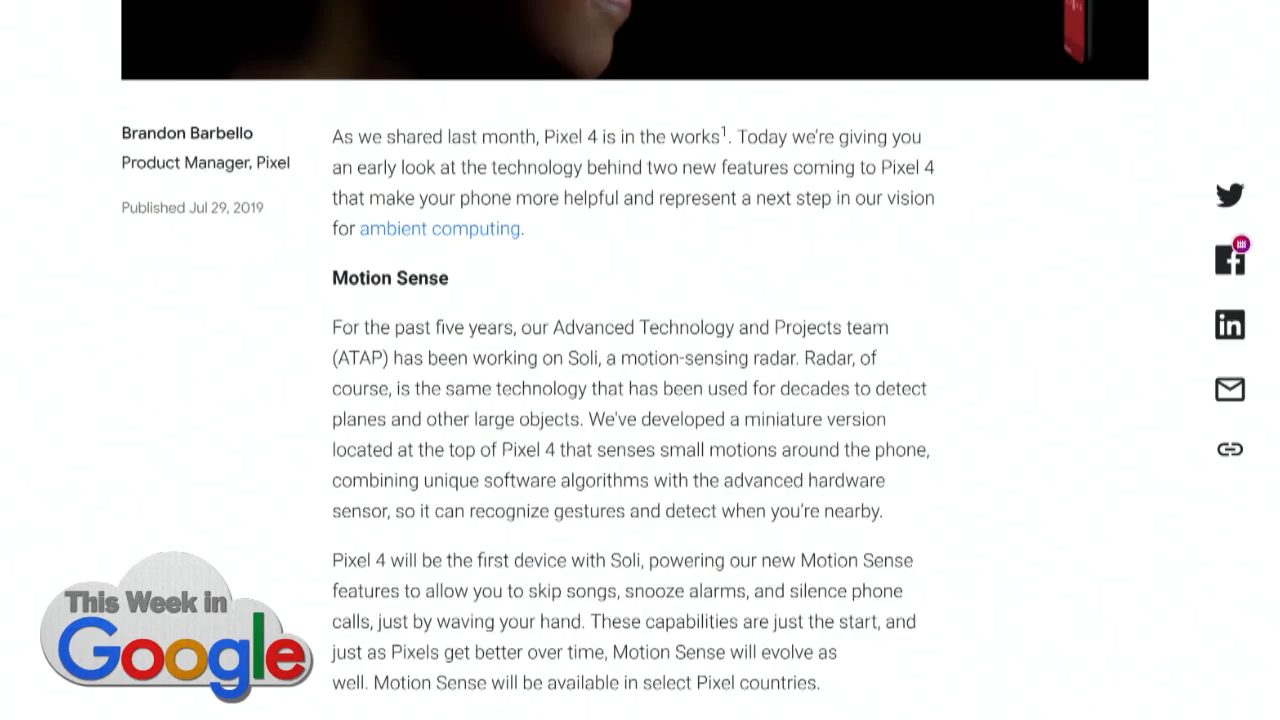 Brandon Barbello
Product Manager, Pixel
Published Jul 29, 2019
As we shared last month, Pixel 4 is in the works¹. Today we're giving you
an early look at the technology behind two new features coming to Pixel 4
that make your phone more helpful and represent a next step in our vision
for ambient computing.
Motion Sense
For the past five years, our Advanced Technology and Projects team
(ATAP) has been working on Soli, a motion-sensing radar. Radar, of
course, is the same technology that has been used for decades to detect
planes and other large objects. We've developed a miniature version
located at the top of Pixel 4 that senses small motions around the phone,
combining unique software algorithms with the advanced hardware
sensor, so it can recognize gestures and detect when you're nearby.
Pixel 4 will be the first device with Soli, powering our new Motion Sense
features to allow you to skip songs, snooze alarms, and silence phone
calls, just by waving your hand. These capabilities are just the start, and
just as Pixels get better over time, Motion Sense will evolve as
well. Motion Sense will be available in select Pixel countries.
This Week in
Google